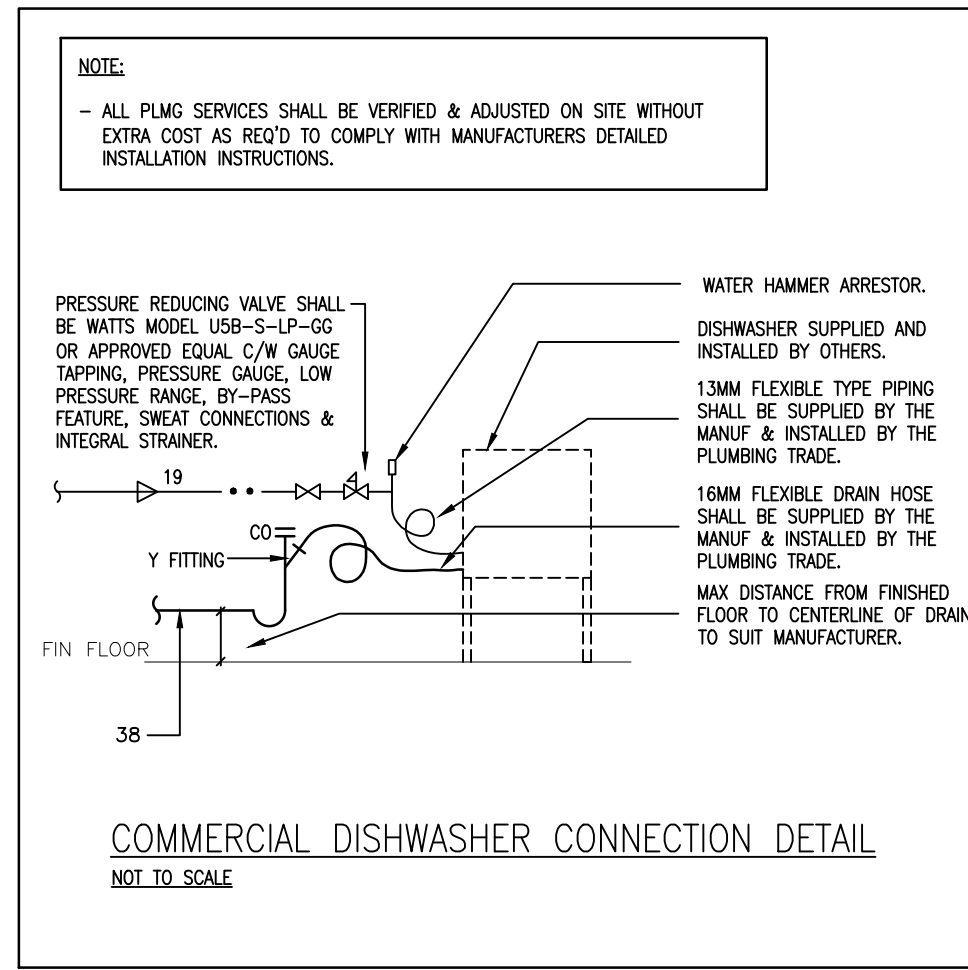 NOTE:
- ALL PLMG SERVICES SHALL BE VERIFIED & ADJUSTED ON SITE WITHOUT
EXTRA COST AS REQ'D TO COMPLY WITH MANUFACTURERS DETAILED
INSTALLATION INSTRUCTIONS.
PRESSURE REDUCING VALVE SHALL
BE WATTS MODEL U5B-S-LP-GG
OR APPROVED EQUAL C/W GAUGE
TAPPING, PRESSURE GAUGE, LOW
PRESSURE RANGE, BY-PASS
FEATURE, SWEAT CONNECTIONS &
INTEGRAL STRAINER.
WATER HAMMER ARRESTOR.
DISHWASHER SUPPLIED AND
INSTALLED BY OTHERS.
13MM FLEXIBLE TYPE PIPING
SHALL BE SUPPLIED BY THE
MANUF & INSTALLED BY THE
PLUMBING TRADE.
16MM FLEXIBLE DRAIN HOSE
SHALL BE SUPPLIED BY THE
MANUF & INSTALLED BY THE
PLUMBING TRADE.
MAX DISTANCE FROM FINISHED
FLOOR TO CENTERLINE OF DRAIN
TO SUIT MANUFACTURER.
19
CO
Y FITTING
FIN FLOOR
38
COMMERCIAL DISHWASHER CONNECTION DETAIL
NOT TO SCALE